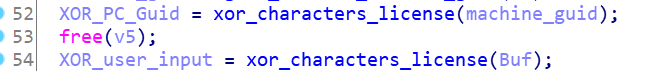 52 XOR_PC_Guid = xor_characters_license(machine_guid);
53 free(v5);
54 XOR_user_input = xor_characters_license(Buf);